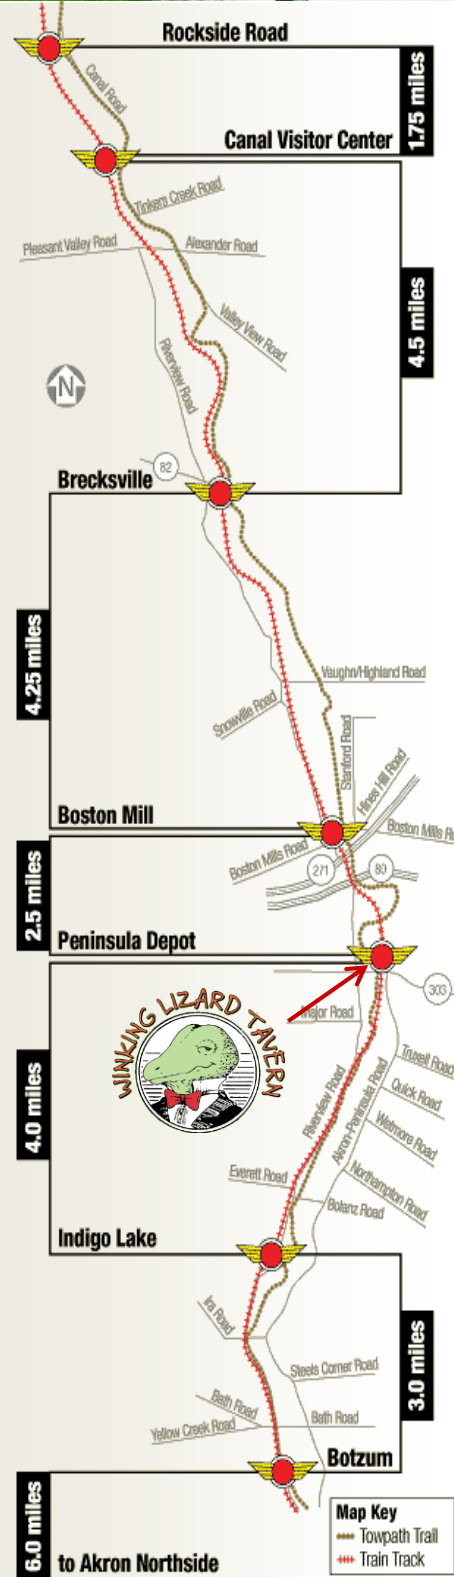 Rockside Road
Canal Road
1.75 miles
Canal Visitor Center
Tinkers Creek Road
Pleasant Valley Road
Alexander Road
4.5 miles
Valley View Road
Riverview Road
N
82
Brecksville
4.25 miles
Vaughn/Highland Road
Snowville Road
Stanford Road
Hines Hill Road
Boston Mill
Boston Mills R
Boston Mills Road
271
80
2.5 miles
Peninsula Depot
303
WINKING LIZARD TAVERN
Major Road
Truxell Road
4.0 miles
Riverview Road
Akron-Peninsula Road
Quick Road
Wetmore Road
Everett Road
Northampton Road
Bolanz Road
Indigo Lake
Ira Road
3.0 miles
Steels Corner Road
Bath Road
Bath Road
Yellow Creek Road
Botzum
6.0 miles
Map Key
Towpath Trail
Train Track
to Akron Northside